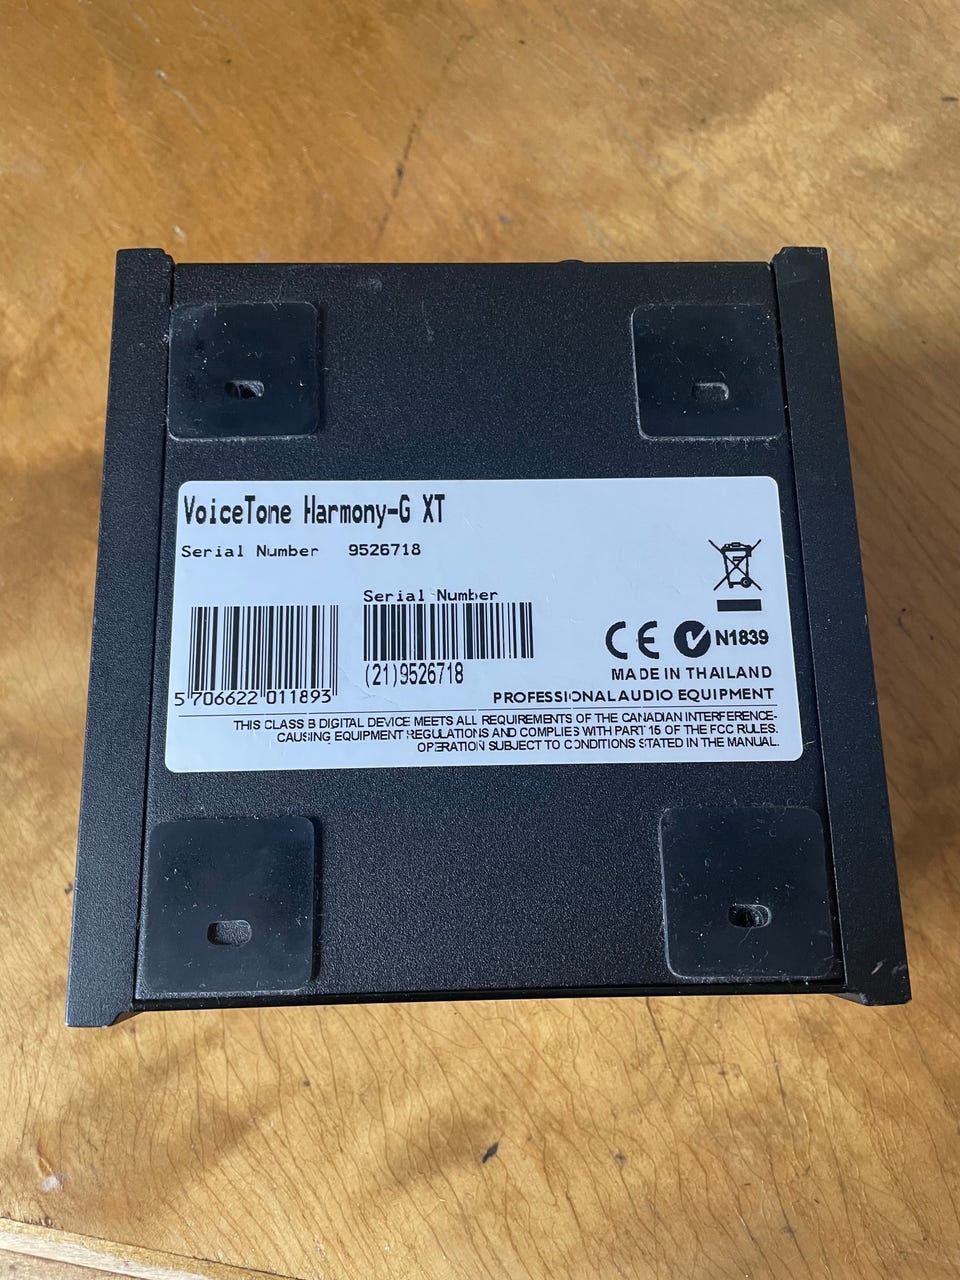 VoiceTone Harmony-G XT
Serial Number 9526718
Serial Number
(21)9526718
5 706622 011893
CE N1839
MADE IN THAILAND
PROFESSIONAL AUDIO EQUIPMENT
THIS CLASS B DIGITAL DEVICE MEETS ALL REQUIREMENTS OF THE CANADIAN INTERFERENCE-
CAUSING EQUIPMENT REGULATIONS AND COMPLIES WITH PART 15 OF THE FCC RULES.
OPERATION SUBJECT TO CONDITIONS STATED IN THE MANUAL.